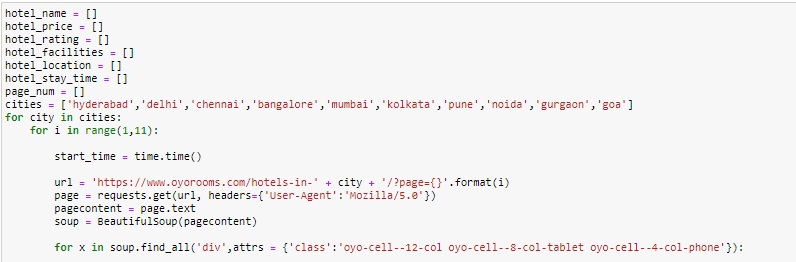 hotel_name = []
hotel_price = []
hotel_rating = []
hotel_facilities = []
hotel_location = []
hotel_stay_time = []
page_num = []
cities = ['hyderabad','delhi','chennai','bangalore','mumbai','kolkata','pune','noida','gurgaon','goa']
for city in cities:
    for i in range(1,11):
        start_time = time.time()
        url = 'https://www.oyorooms.com/hotels-in-' + city + '/?page={}'.format(i)
        page = requests.get(url, headers={'User-Agent':'Mozilla/5.0'})
        pagecontent = page.text
        soup = BeautifulSoup(pagecontent)
        for x in soup.find_all('div',attrs = {'class':'oyo-cell--12-col oyo-cell--8-col-tablet oyo-cell--4-col-phone'}):